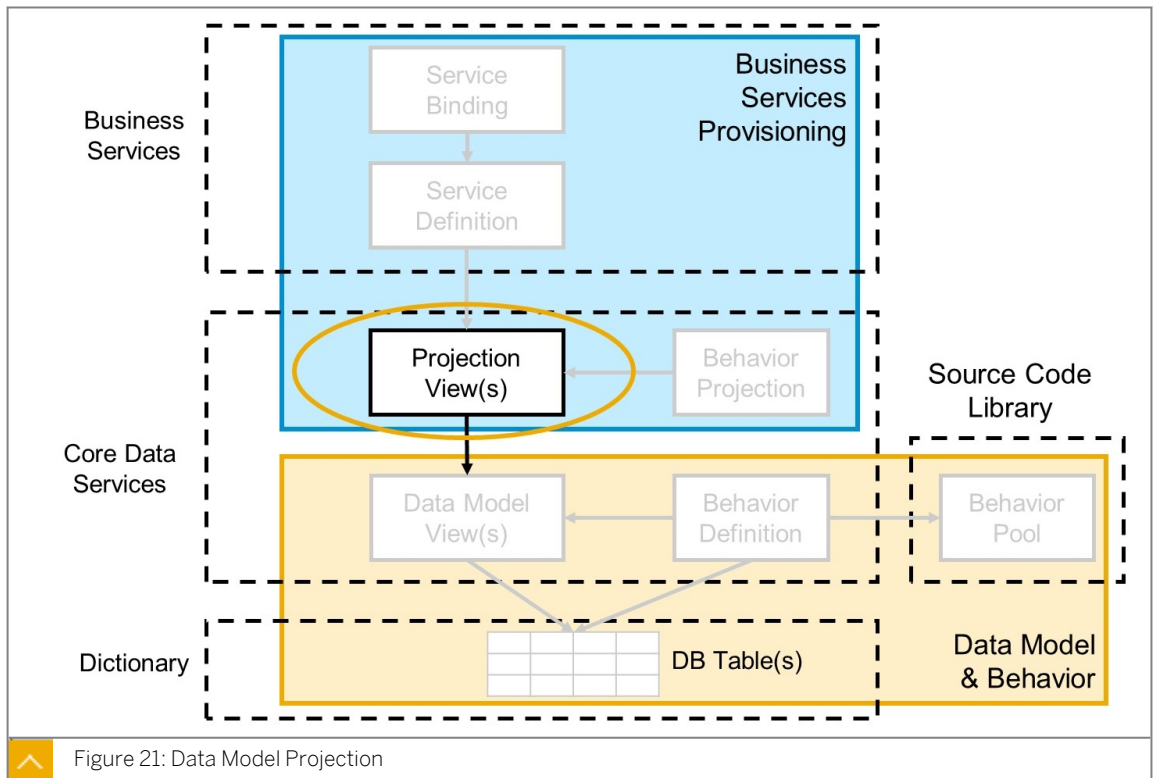 Business
Services
Service
Binding
Business
Services
Provisioning
Service
Definition
Core Data
Services
Projection
View(s)
Behavior
Projection
Source Code
Library
Data Model
View(s)
Behavior
Definition
Behavior
Pool
Dictionary
DB Table(s)
Data Model
& Behavior
Figure 21: Data Model Projection